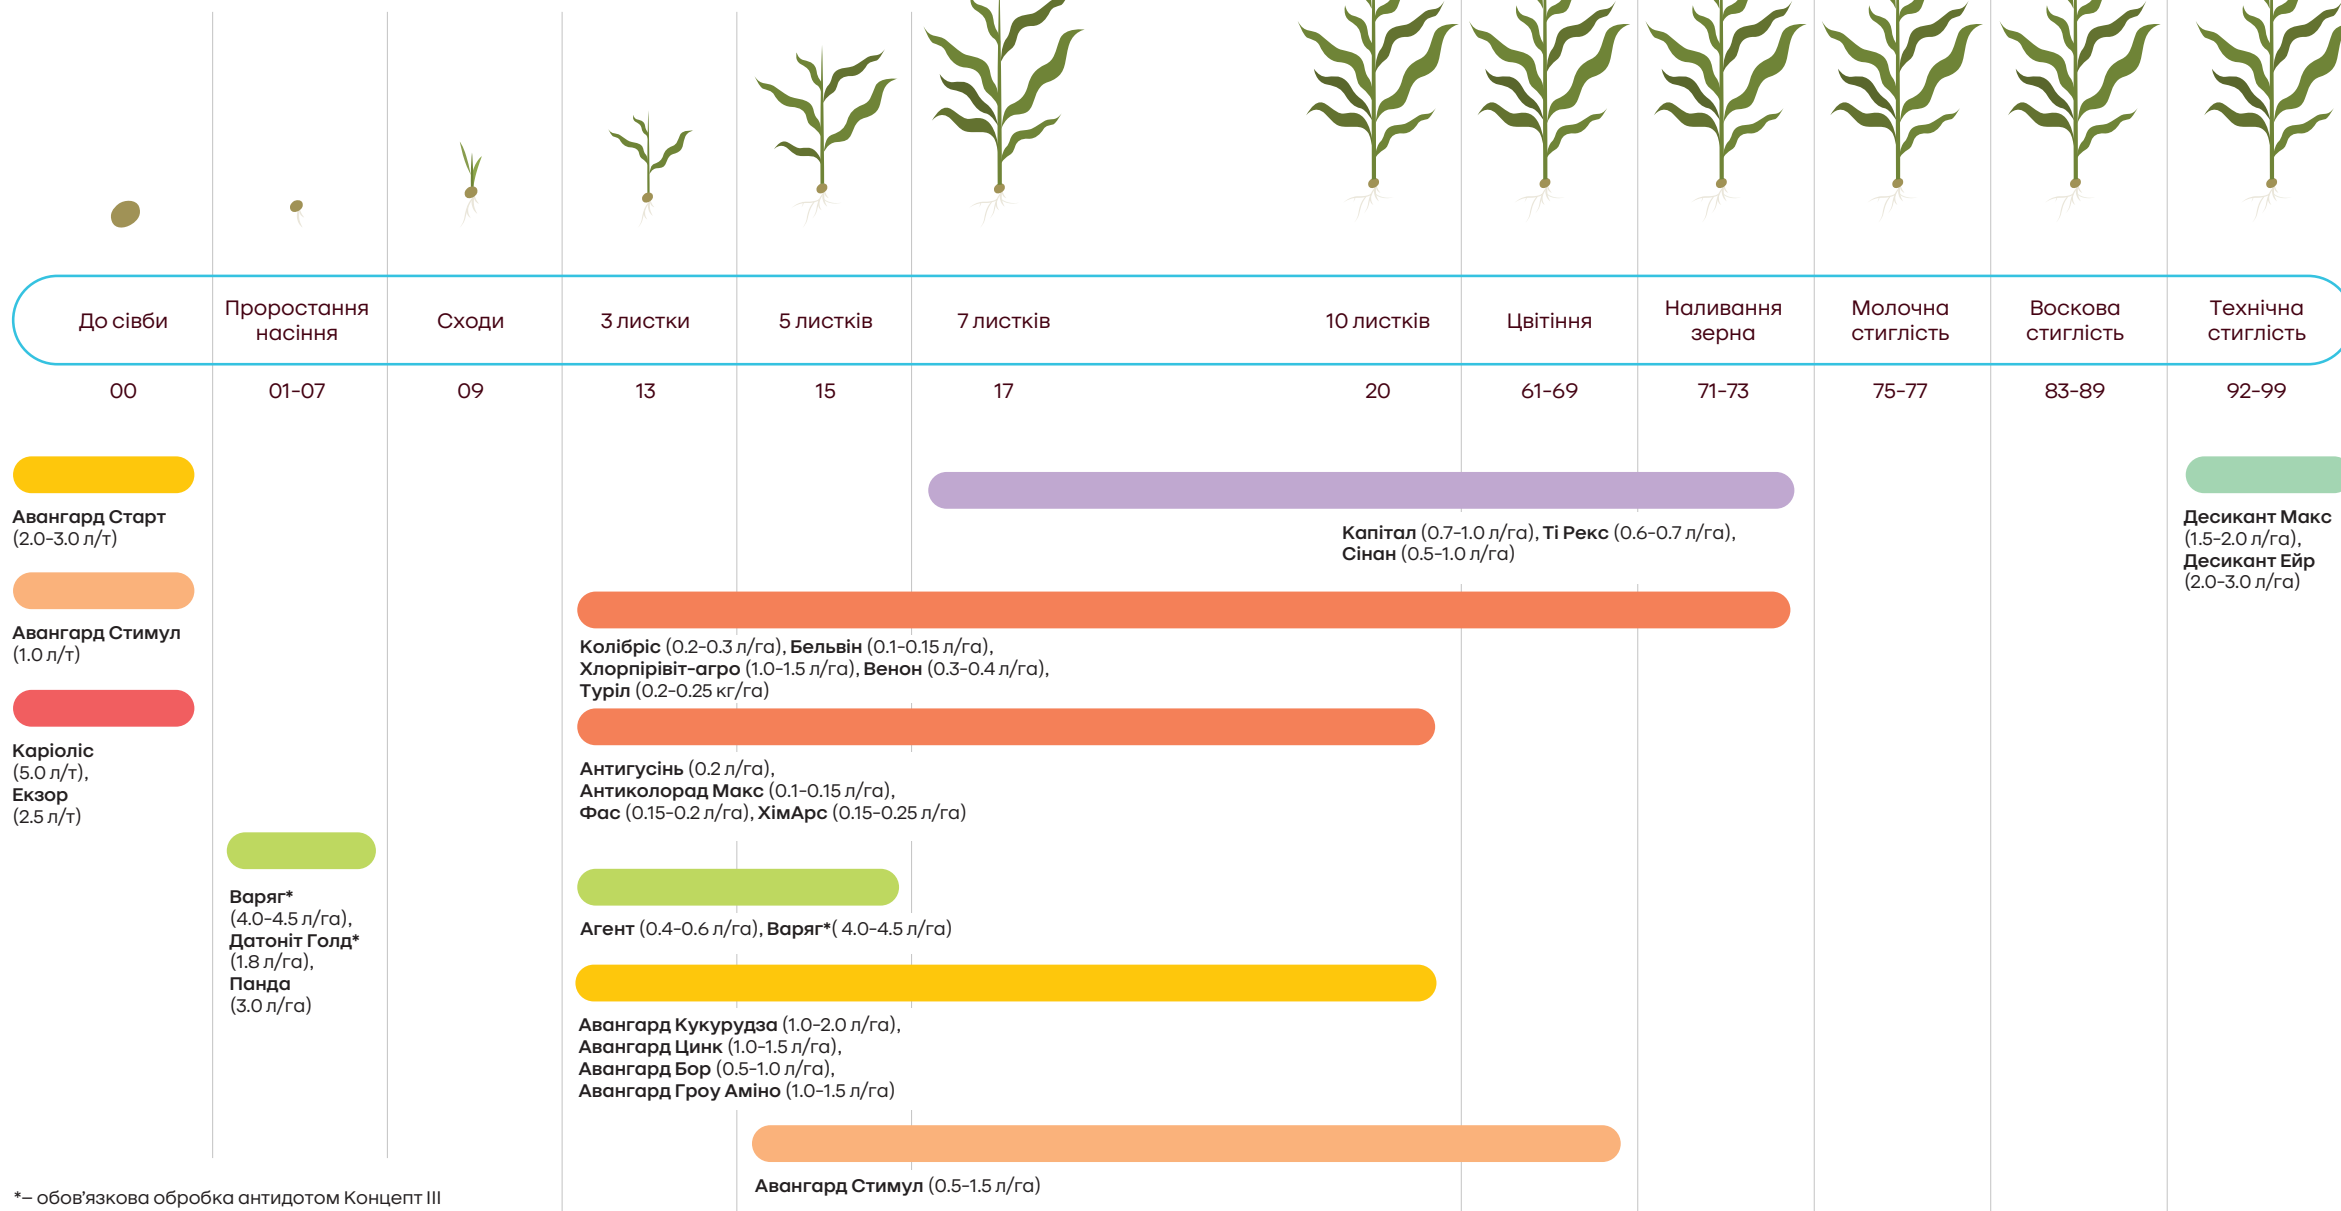 До сівби
Проростання
насіння
Сходи
3 листки
5 листків
7 листків
10 листків
Цвітіння
Наливання
зерна
Молочна
стиглість
Воскова
стиглість
Технічна
стиглість
00
01-07
09
13
15
17
20
61-69
71-73
75-77
83-89
92-99
Авангард Старт
(2.0-3.0 л/т)
Авангард Стимул
(1.0 л/т)
Каріоліс
(5.0 л/т),
Екзор
(2.5 л/т)
Варяг*
(4.0-4.5 л/га),
Датоніт Голд*
(1.8 л/га),
Панда
(3.0 л/га)
Капітал (0.7-1.0 л/га), Ті Рекс (0.6-0.7 л/га),
Сінан (0.5-1.0 л/га)
Десикант Макс
(1.5-2.0 л/га),
Десикант Ейр
(2.0-3.0 л/га)
Колібріс (0.2-0.3 л/га), Бельвін (0.1-0.15 л/га),
Хлорпірівіт-агро (1.0-1.5 л/га), Венон (0.3-0.4 л/га),
Туріл (0.2-0.25 кг/га)
Антигусінь (0.2 л/га),
Антиколорад Макс (0.1-0.15 л/га),
Фас (0.15-0.2 л/га), ХімАрс (0.15-0.25 л/га)
Агент (0.4-0.6 л/га), Варяг*( 4.0-4.5 л/га)
Авангард Кукурудза (1.0-2.0 л/га),
Авангард Цинк (1.0-1.5 л/га),
Авангард Бор (0.5-1.0 л/га),
Авангард Гроу Аміно (1.0-1.5 л/га)
Авангард Стимул (0.5-1.5 л/га)
*– обов’язкова обробка антидотом Концепт III